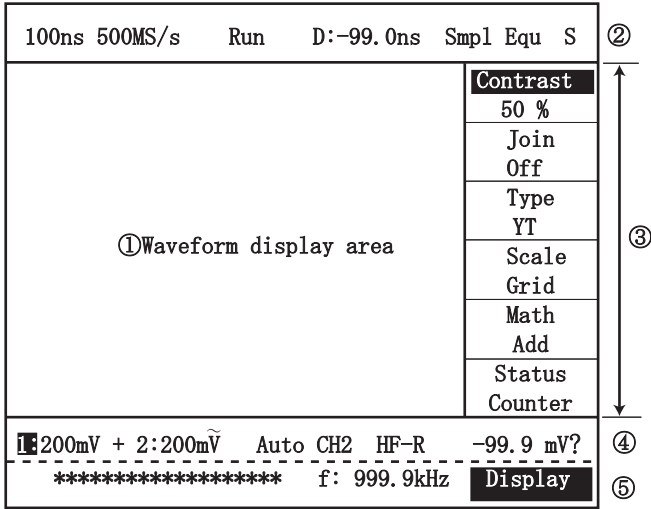 100ns 500MS/s Run D:-99.0ns Smpl Equ S ②
Contrast
50 %
Join
Off
Type
YT
③
①Waveform display area
Scale
Grid
Math
Add
Status
Counter
1:200mV + 2:200mṼ Auto CH2 HF-R -99.9 mV? ④
******************* f: 999.9kHz Display ⑤